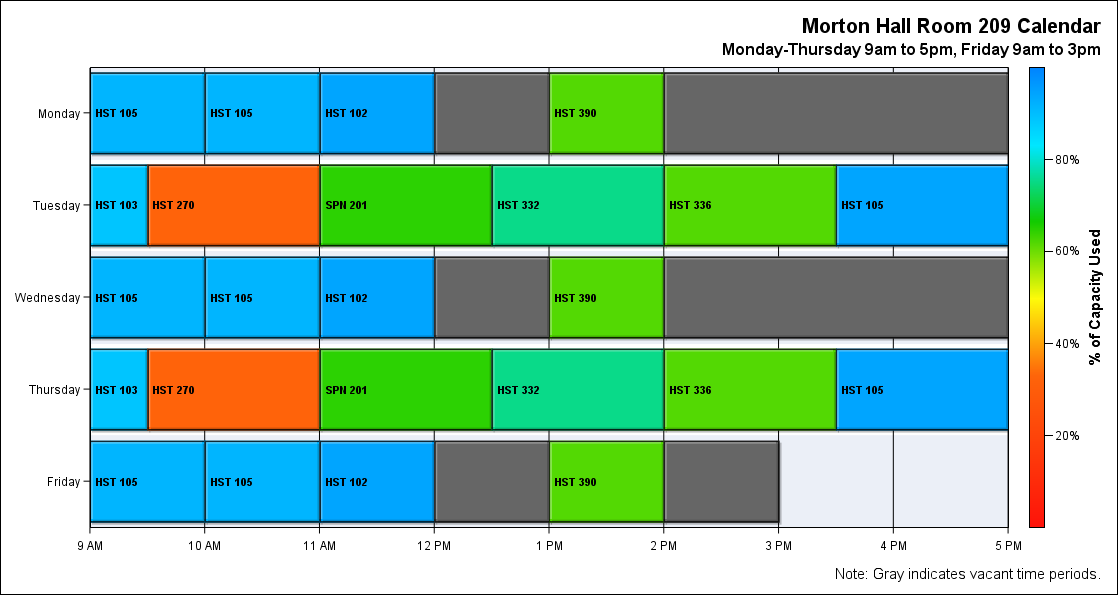 Morton Hall Room 209 Calendar
Monday-Thursday 9am to 5pm, Friday 9am to 3pm
Monday
HST 105
HST 105
HST 102
HST 390
Tuesday
HST 103
HST 270
SPN 201
HST 332
HST 336
HST 105
Wednesday
HST 105
HST 105
HST 102
HST 390
Thursday
HST 103
HST 270
SPN 201
HST 332
HST 336
HST 105
Friday
HST 105
HST 105
HST 102
HST 390
9 AM
10 AM
11 AM
12 PM
1 PM
2 PM
3 PM
4 PM
5 PM
80%
60%
40%
20%
% of Capacity Used
Note: Gray indicates vacant time periods.